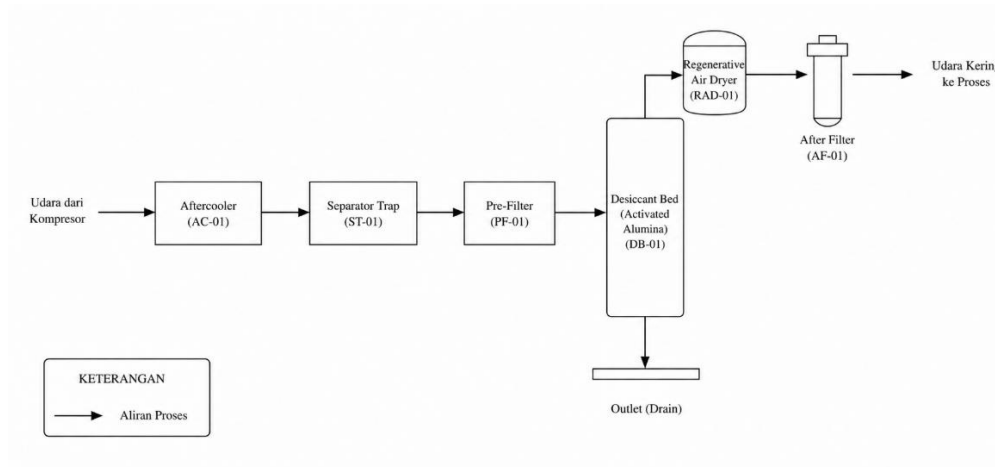 Udara dari
Kompresor
Aftercooler
(AC-01)
Separator Trap
(ST-01)
Pre-Filter
(PF-01)
Desiccant Bed
(Activated
Alumina)
(DB-01)
Regenerative
Air Dryer
(RAD-01)
After Filter
(AF-01)
Udara Kerin
ke Proses
Outlet (Drain)
KETERANGAN
Aliran Proses